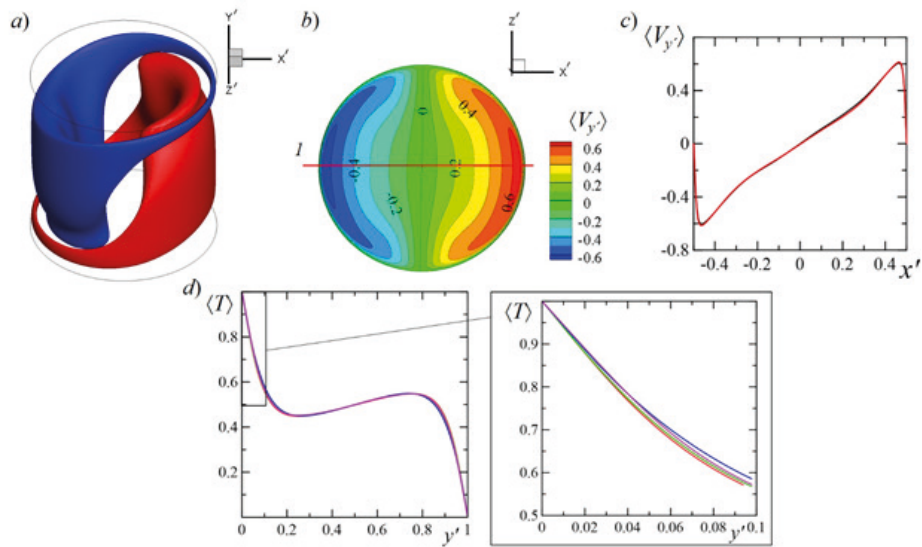 a)
Y′
X′
Z′
b)
z′
x′
0
0.4
-0.4
0.2
-0.2
0.6
1
⟨Vy′⟩
0.6
0.4
0.2
0
-0.2
-0.4
-0.6
c)
⟨Vy′⟩
0.4
0
-0.4
-0.8
-0.4 -0.2 0 0.2 0.4
x′
d)
⟨T⟩
0.8
0.6
0.4
0.2
0 0.2 0.4 0.6 0.8 1
y′
⟨T⟩
0.9
0.8
0.7
0.6
0.5
0 0.02 0.04 0.06 0.08 0.1
y′